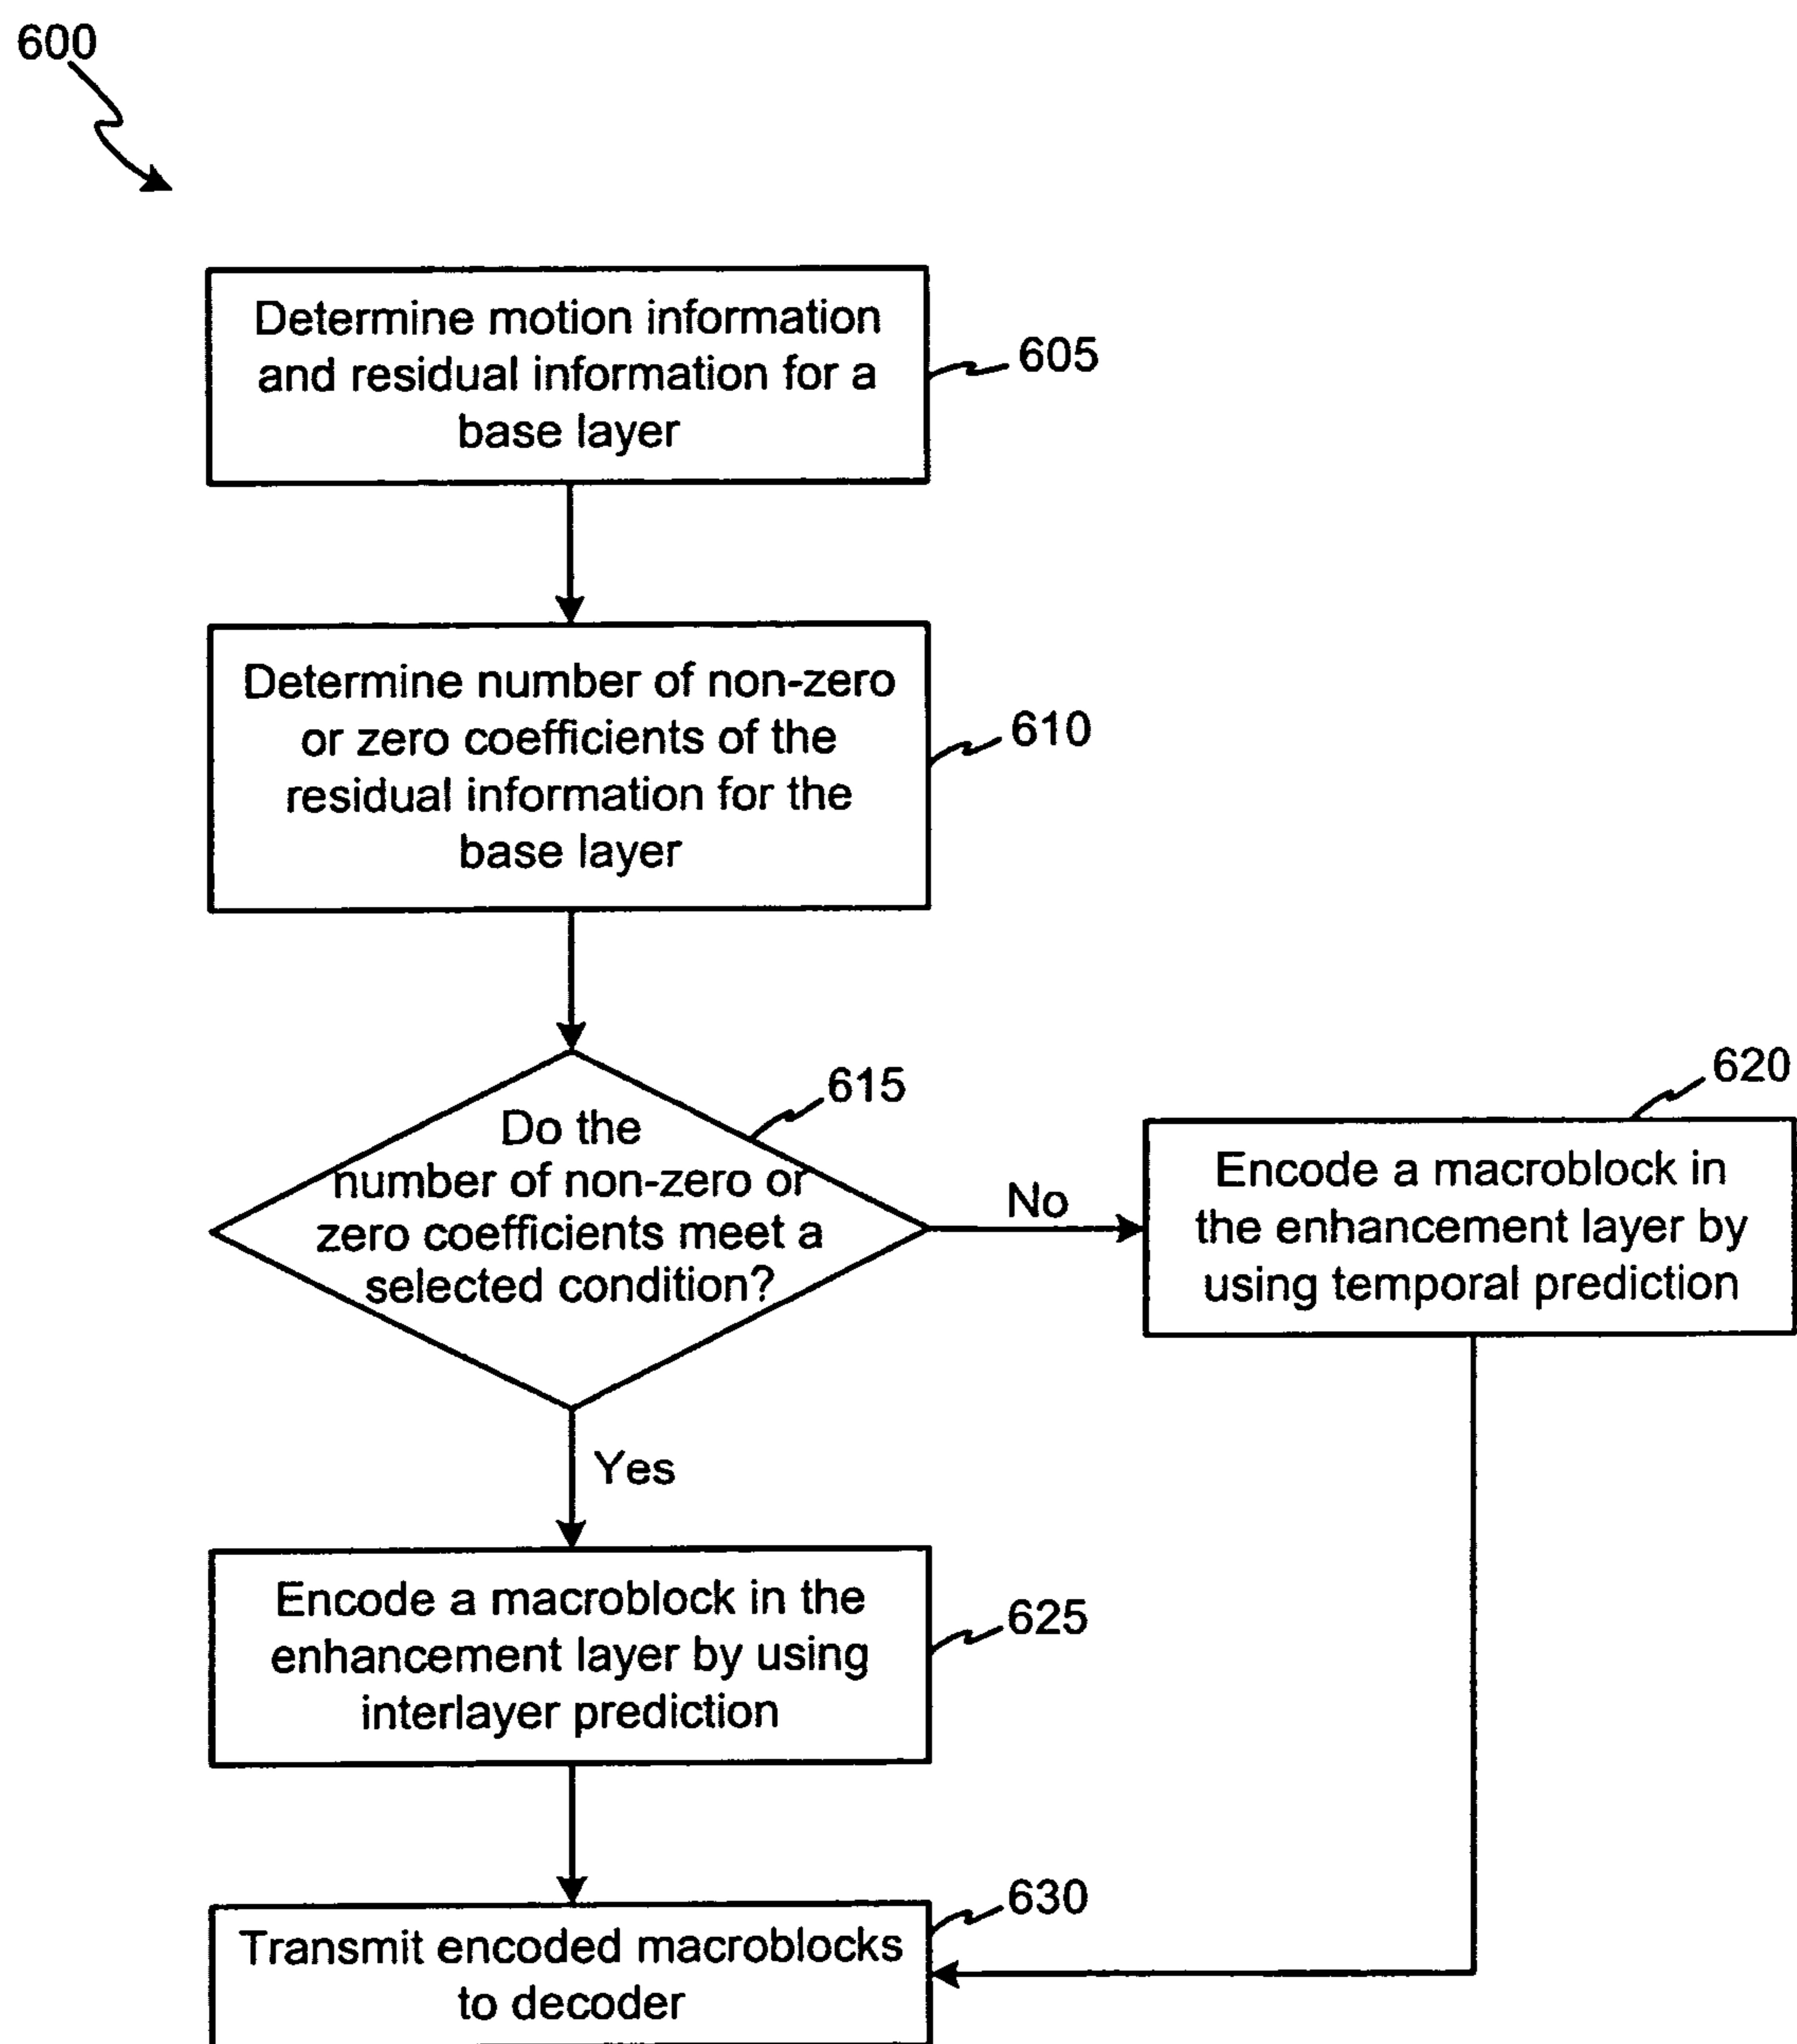 600
Determine motion information
and residual information for a
base layer
605
Determine number of non-zero
or zero coefficients of the
residual information for the
base layer
610
Do the
number of non-zero or
zero coefficients meet a
selected condition?
615
No
Encode a macroblock in
the enhancement layer by
using temporal prediction
620
Yes
Encode a macroblock in the
enhancement layer by using
interlayer prediction
625
Transmit encoded macroblocks
to decoder
630